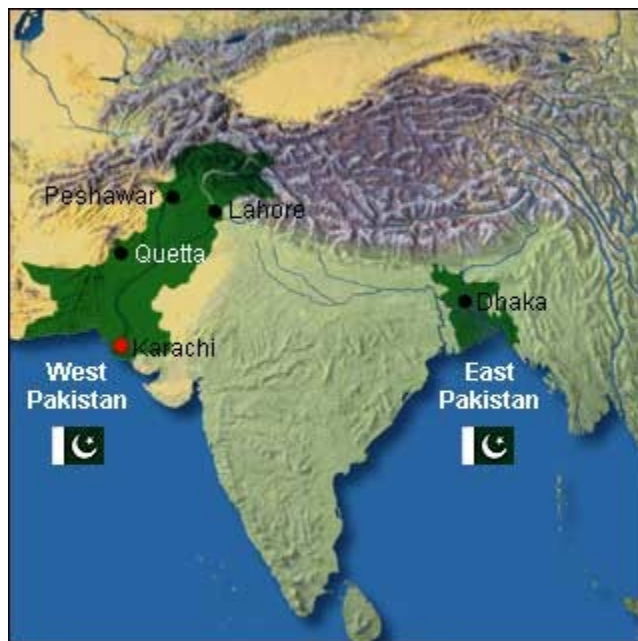 Peshawar
Lahore
Quetta
Dhaka
Karachi
West
Pakistan
East
Pakistan